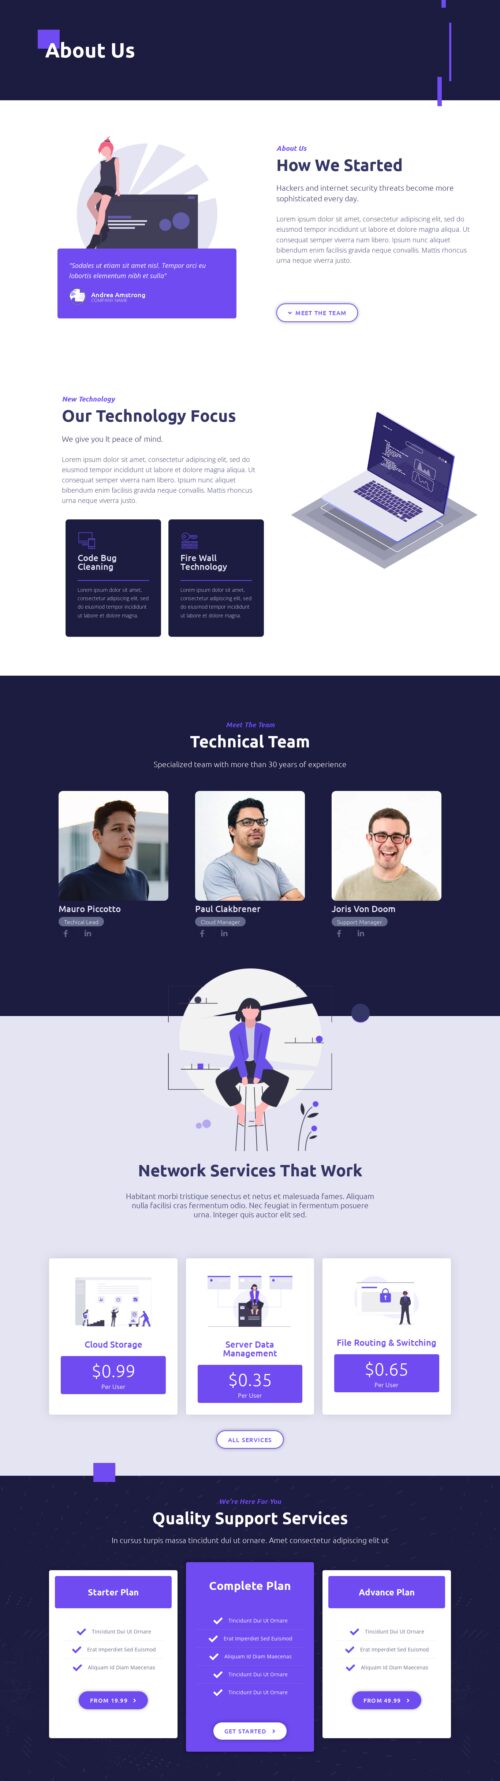 About Us
About Us
How We Started
Hackers and internet security threats become more
sophisticated every day.
Lorem ipsum dolor sit amet, consectetur adipiscing elit, sed do
eiusmod tempor incididunt ut labore et dolore magna aliqua. Ut
consequat semper viverra nam libero. Ipsum nunc aliquet
bibendum enim facilisis gravida neque convallis. Mattis rhoncus
urna neque viverra justo.
"Sodales ut etiam sit amet nisl. Tempor orci eu
lobortis elementum nibh et sulla"
Andrea Amstrong
COMPANY NAME
MEET THE TEAM
New Technology
Our Technology Focus
We give you it peace of mind.
Lorem ipsum dolor sit amet, consectetur adipiscing elit, sed do
eiusmod tempor incididunt ut labore et dolore magna aliqua. Ut
consequat semper viverra nam libero. Ipsum nunc aliquet
bibendum enim facilisis gravida neque convallis. Mattis rhoncus
urna neque viverra justo.
Code Bug
Cleaning
Lorem ipsum dolor sit amet,
consectetur adipiscing elit, sed
do eiusmod tempor incididunt
ut labore et dolore magna.
Fire Wall
Technology
Lorem ipsum dolor sit amet,
consectetur adipiscing elit, sed
do eiusmod tempor incididunt
ut labore et dolore magna.
Meet The Team
Technical Team
Specialized team with more than 30 years of experience
Mauro Piccotto
Techical Lead
Paul Clakbrener
Cloud Manager
Joris Von Doom
Support Manager
Network Services That Work
Habitant morbi tristique senectus et netus et malesuada fames. Aliquam
nulla facilisi cras fermentum odio. Nec feugiat in fermentum posuere
urna. Integer quis auctor elit sed.
Cloud Storage
$0.99
Per User
Server Data
Management
$0.35
Per User
File Routing & Switching
$0.65
Per User
ALL SERVICES
We're Here For You
Quality Support Services
In cursus turpis massa tincidunt dui ut ornare. Amet consectetur adipiscing elit ut
Starter Plan
Tincidunt Dui Ut Ornare
Erat Imperdiet Sed Euismod
Aliquam Id Diam Maecenas
FROM 19.99
Complete Plan
Tincidunt Dui Ut Ornare
Erat Imperdiet Sed Euismod
Aliquam Id Diam Maecenas
Tincidunt Dui Ut Ornare
Tincidunt Dui Ut Ornare
GET STARTED
Advance Plan
Tincidunt Dui Ut Ornare
Erat Imperdiet Sed Euismod
Aliquam Id Diam Maecenas
FROM 49.99